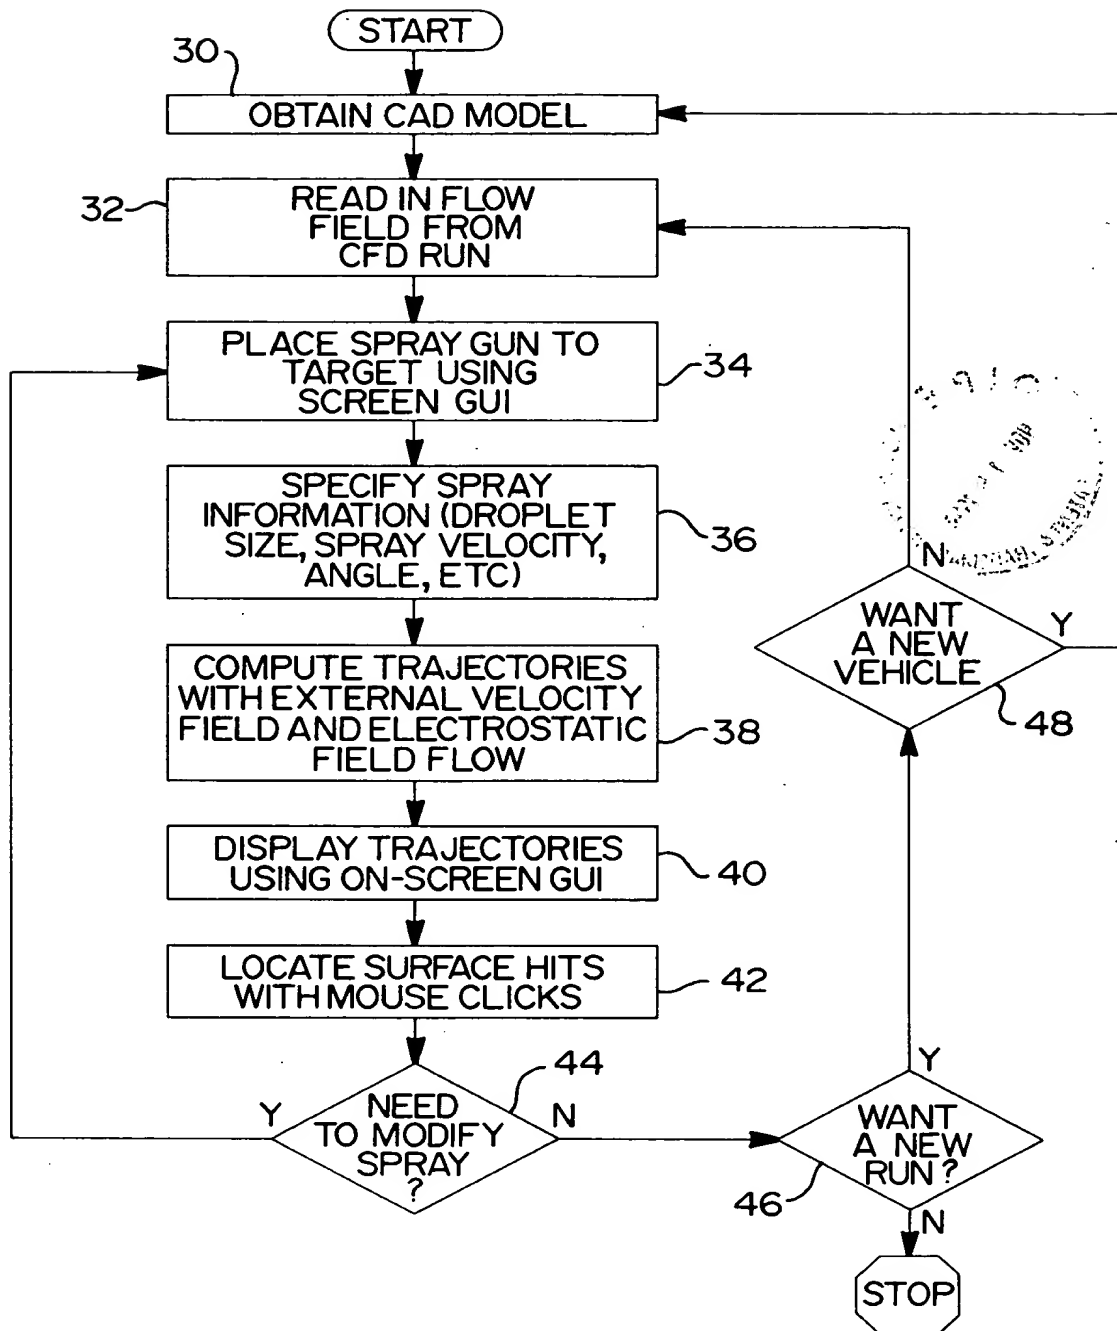 START
30
OBTAIN CAD MODEL
32
READ IN FLOW
FIELD FROM
CFD RUN
PLACE SPRAY GUN TO
TARGET USING
SCREEN GUI
34
SPECIFY SPRAY
INFORMATION (DROPLET
SIZE, SPRAY VELOCITY,
ANGLE, ETC)
36
COMPUTE TRAJECTORIES
WITH EXTERNAL VELOCITY
FIELD AND ELECTROSTATIC
FIELD FLOW
38
DISPLAY TRAJECTORIES
USING ON-SCREEN GUI
40
LOCATE SURFACE HITS
WITH MOUSE CLICKS
42
44
Y
NEED
TO MODIFY
SPRAY
?
N
N
WANT
A NEW
VEHICLE
Y
48
Y
WANT
A NEW
RUN?
46
N
STOP